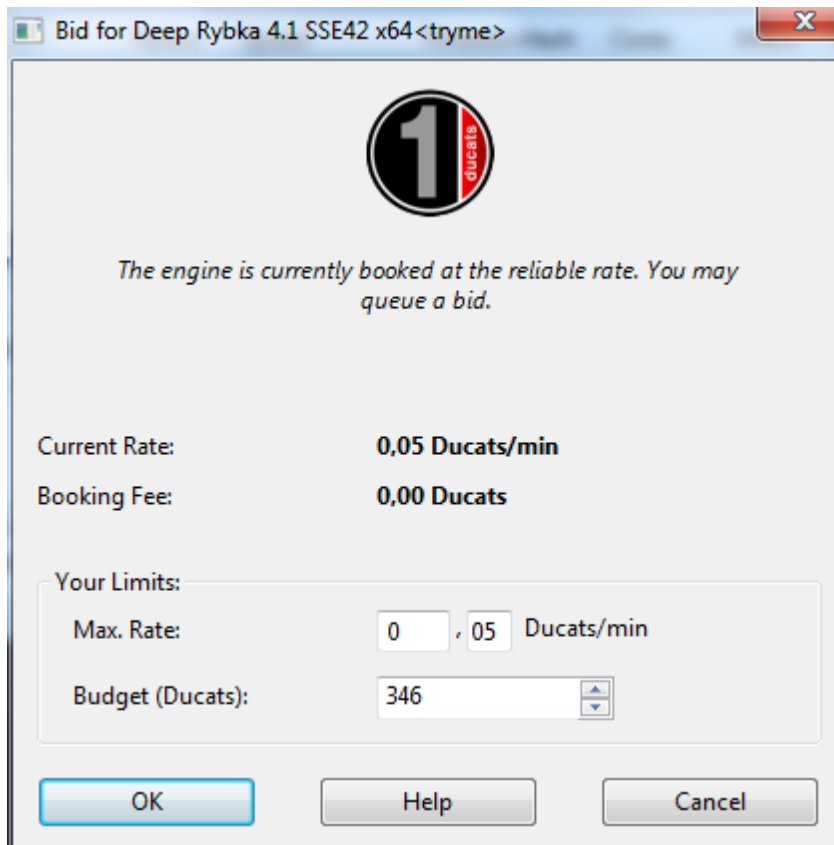 Bid for Deep Rybka 4.1 SSE42 x64<tryme>
1 ducats
The engine is currently booked at the reliable rate. You may
queue a bid.
Current Rate: 0,05 Ducats/min
Booking Fee: 0,00 Ducats
Your Limits:
Max. Rate: 0 , 05 Ducats/min
Budget (Ducats): 346
OK Help Cancel